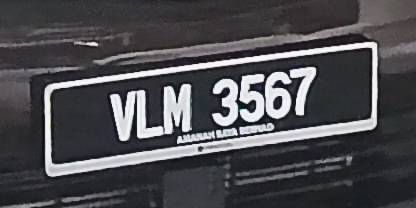 VLM 3567
AMANAH RAYA BERHAD